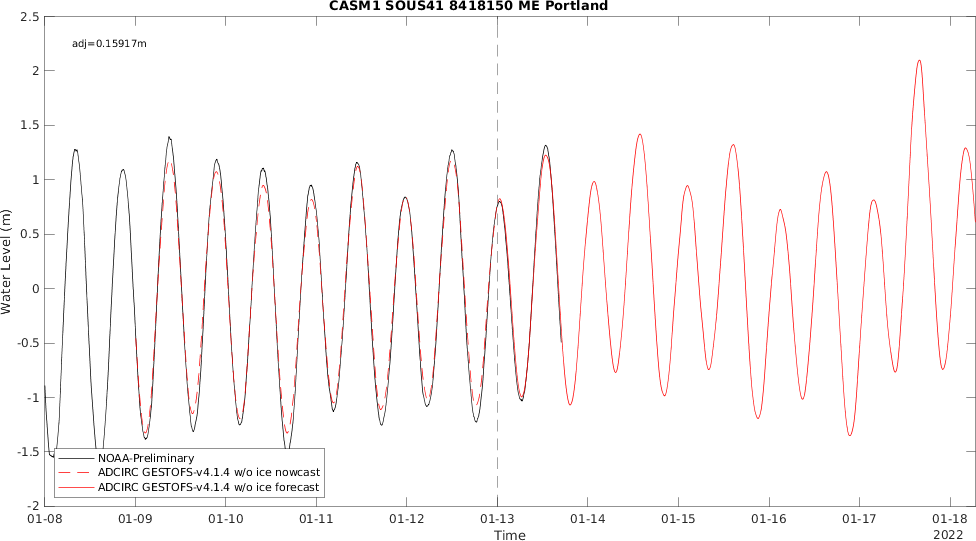 CASM1 SOUS41 8418150 ME Portland
2.5
adj=0.15917m
2
1.5
1
0.5
0
-0.5
-1
-1.5
-2
Water Level (m)
NOAA-Preliminary
ADCIRC GESTOFS-v4.1.4 w/o ice nowcast
ADCIRC GESTOFS-v4.1.4 w/o ice forecast
01-08 01-09 01-10 01-11 01-12 01-13 01-14 01-15 01-16 01-17 01-18
Time
2022